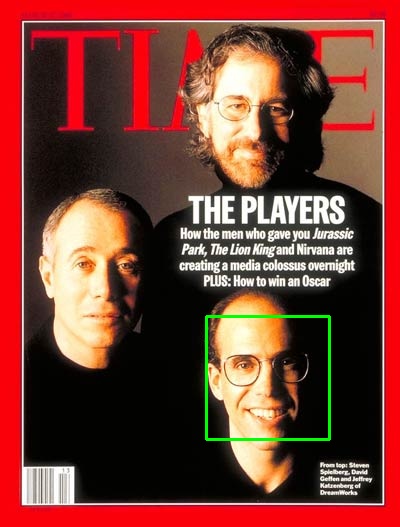 TIME
THE PLAYERS
How the men who gave you Jurassic
Park, The Lion King and Nirvana are
creating a media colossus overnight
PLUS: How to win an Oscar
13
From top: Steven
Spielberg, David
Geffen and Jeffrey
Katzenberg of
DreamWorks